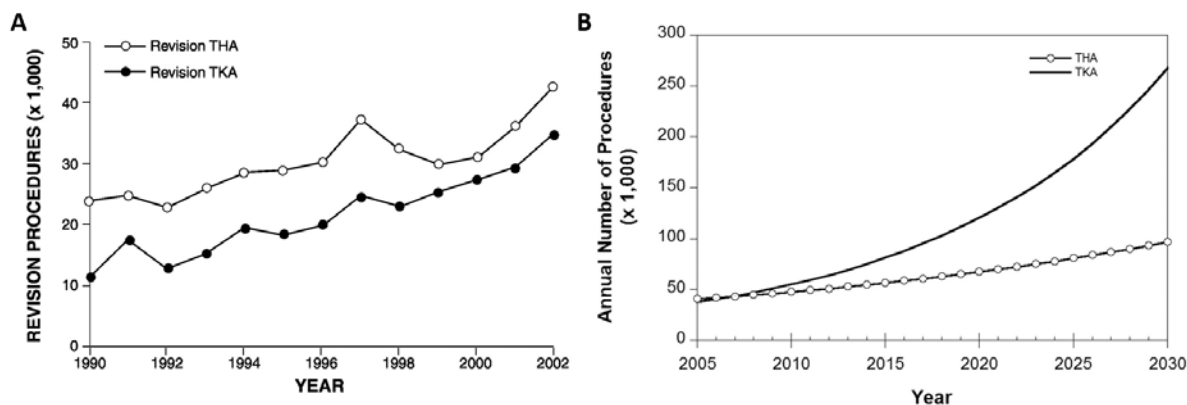 A
REVISION PROCEDURES (x 1,000)
50
40
30
20
10
0
Revision THA
Revision TKA
1990
1992
1994
1996
1998
2000
2002
YEAR
B
Annual Number of Procedures
(x 1,000)
300
250
200
150
100
50
0
THA
TKA
2005
2010
2015
2020
2025
2030
Year